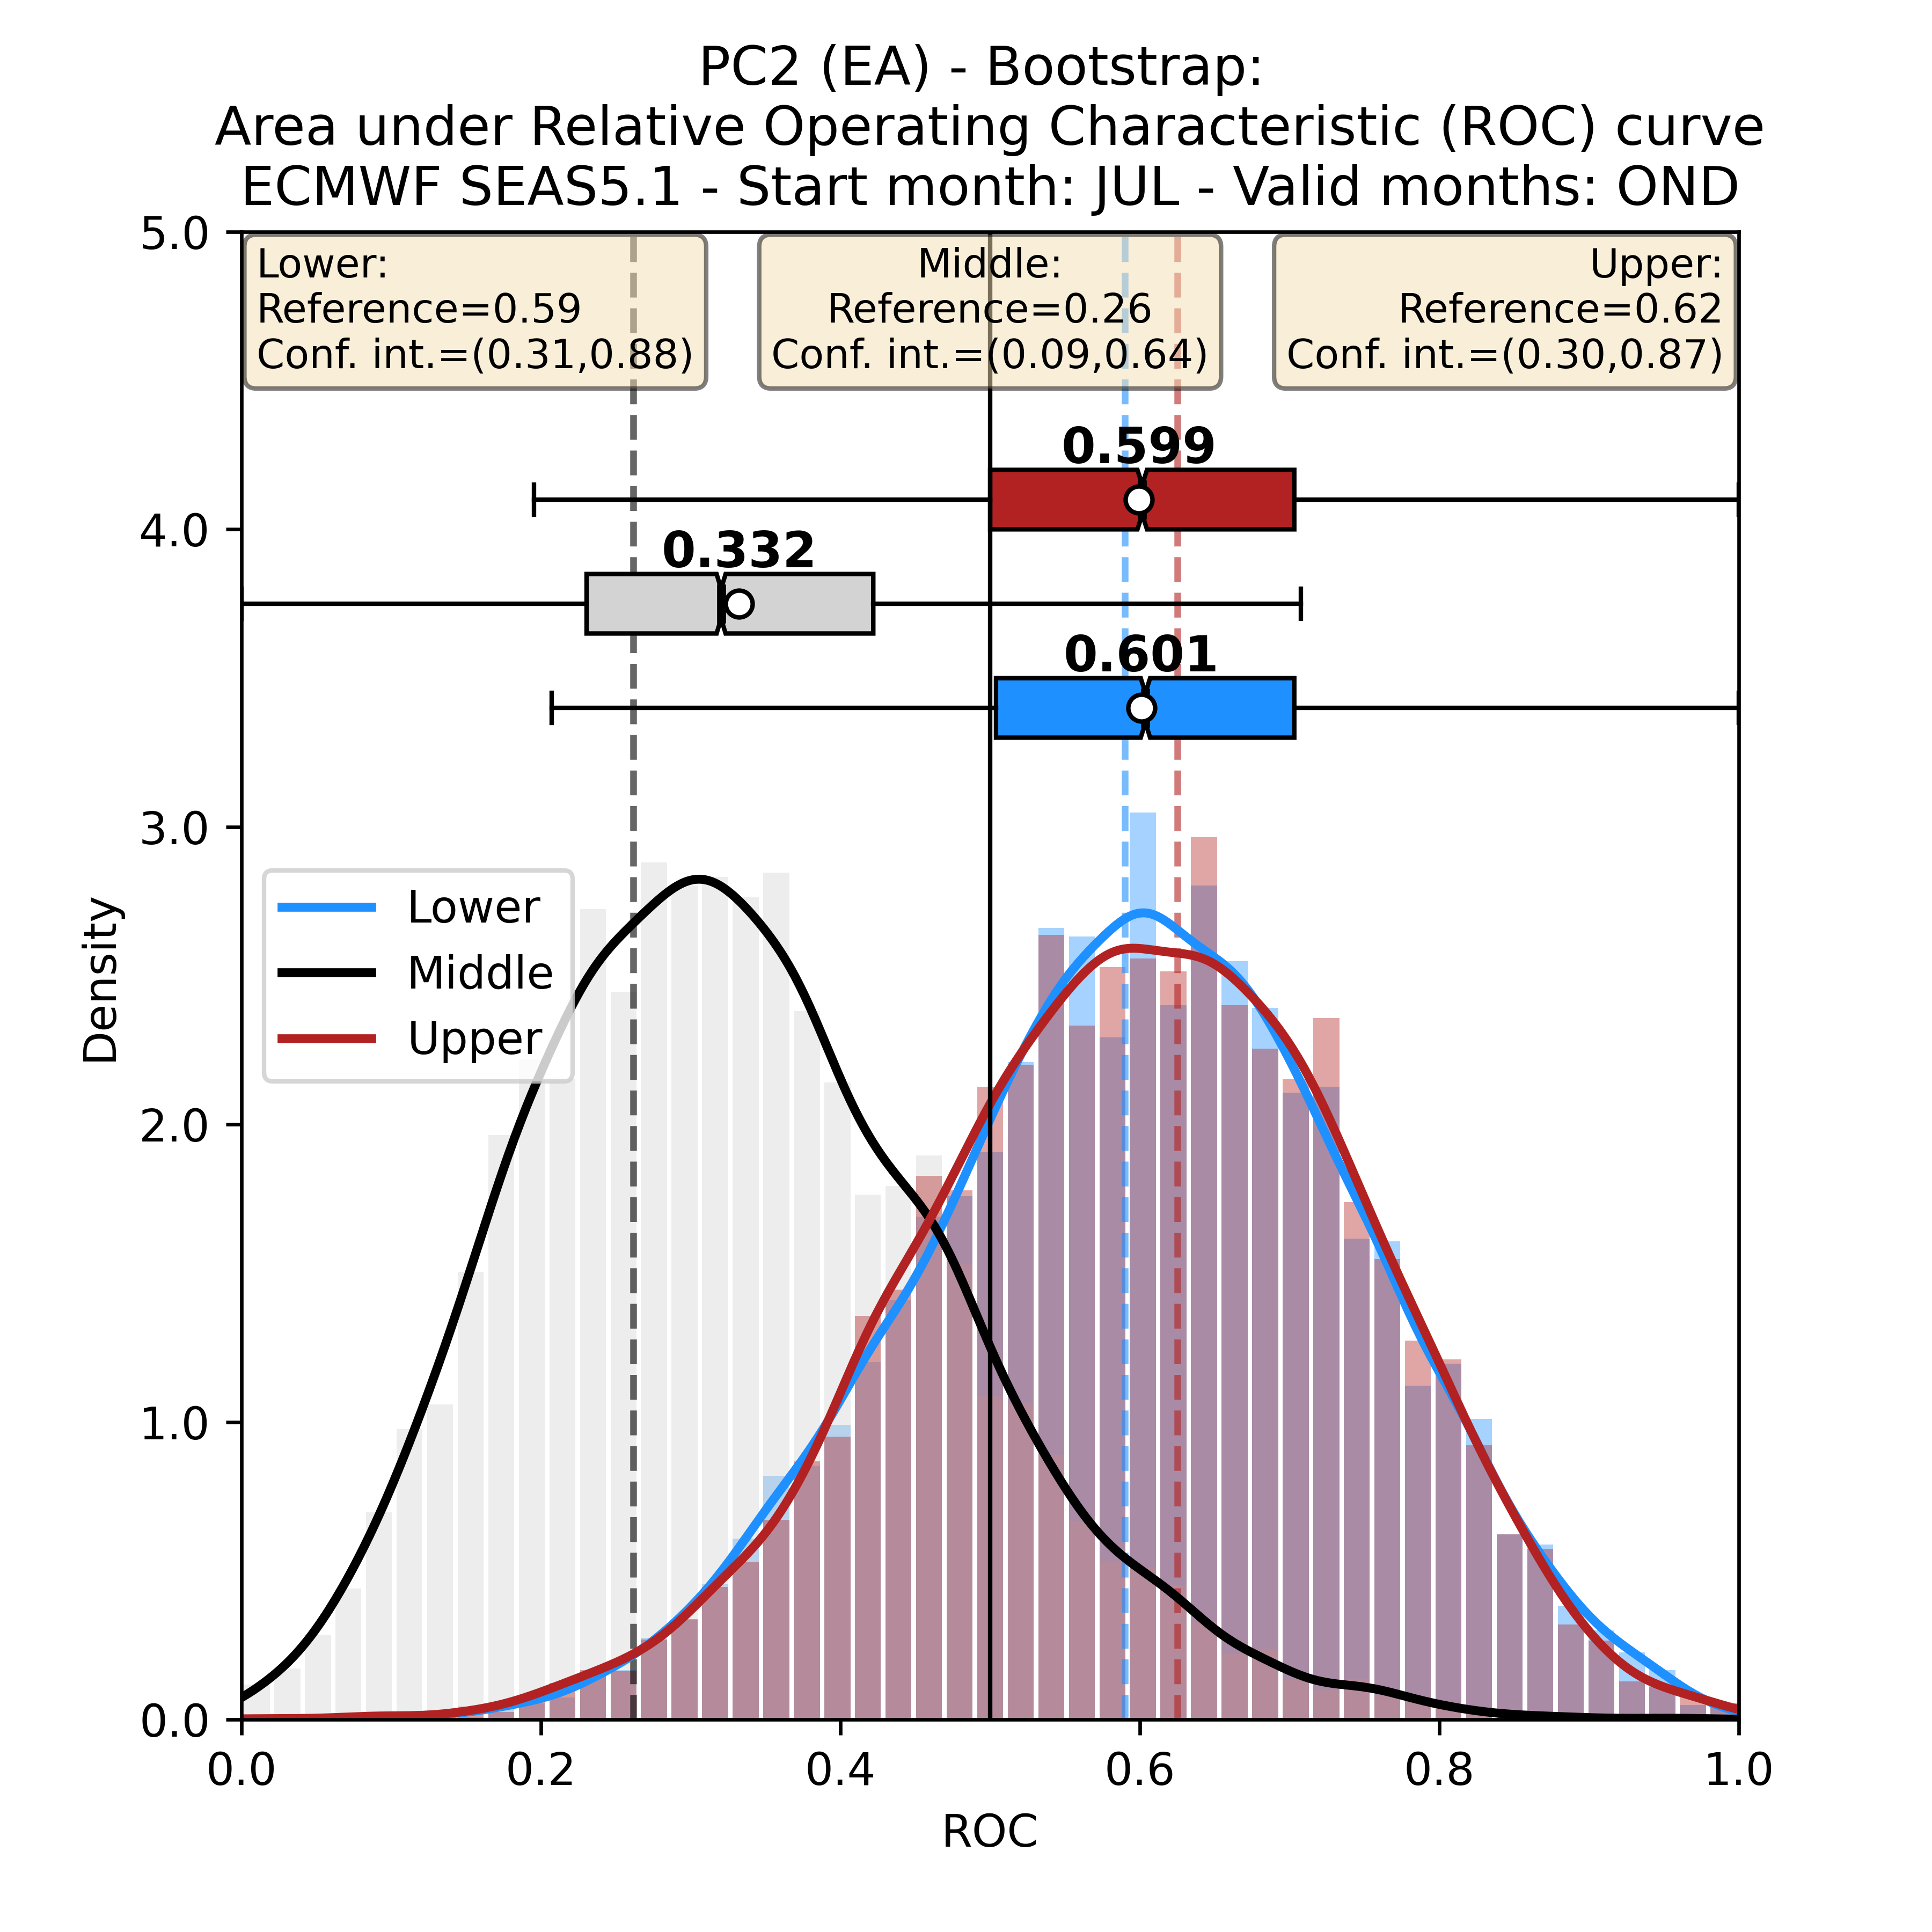 PC2 (EA) - Bootstrap:
Area under Relative Operating Characteristic (ROC) curve
ECMWF SEAS5.1 - Start month: JUL - Valid months: OND
Lower:
Reference=0.59
Conf. int.=(0.31,0.88)
Middle:
Reference=0.26
Conf. int.=(0.09,0.64)
Upper:
Reference=0.62
Conf. int.=(0.30,0.87)
0.599
0.332
0.601
5.0
4.0
3.0
2.0
1.0
0.0
Density
Lower
Middle
Upper
0.0
0.2
0.4
0.6
0.8
1.0
ROC